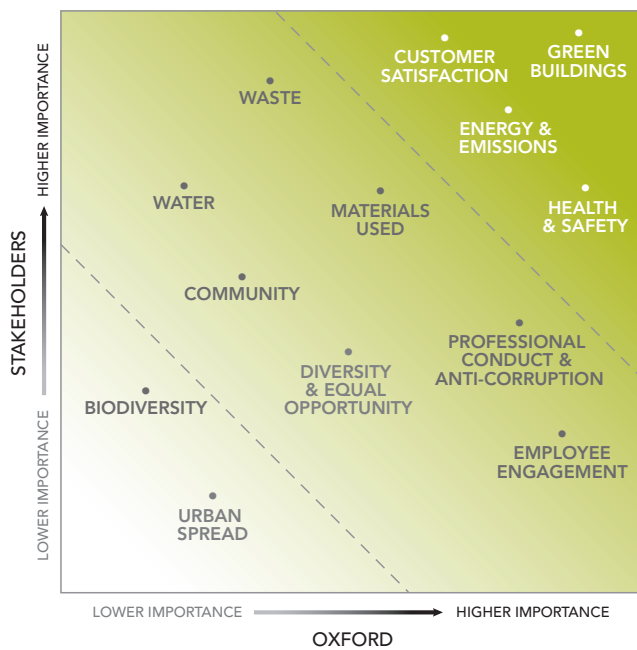 CUSTOMER
SATISFACTION
GREEN
BUILDINGS
WASTE
ENERGY &
EMISSIONS
WATER
MATERIALS
USED
HEALTH
& SAFETY
COMMUNITY
PROFESSIONAL
CONDUCT &
ANTI-CORRUPTION
DIVERSITY
& EQUAL
OPPORTUNITY
BIODIVERSITY
EMPLOYEE
ENGAGEMENT
URBAN
SPREAD
STAKEHOLDERS
HIGHER IMPORTANCE
LOWER IMPORTANCE
LOWER IMPORTANCE
HIGHER IMPORTANCE
OXFORD